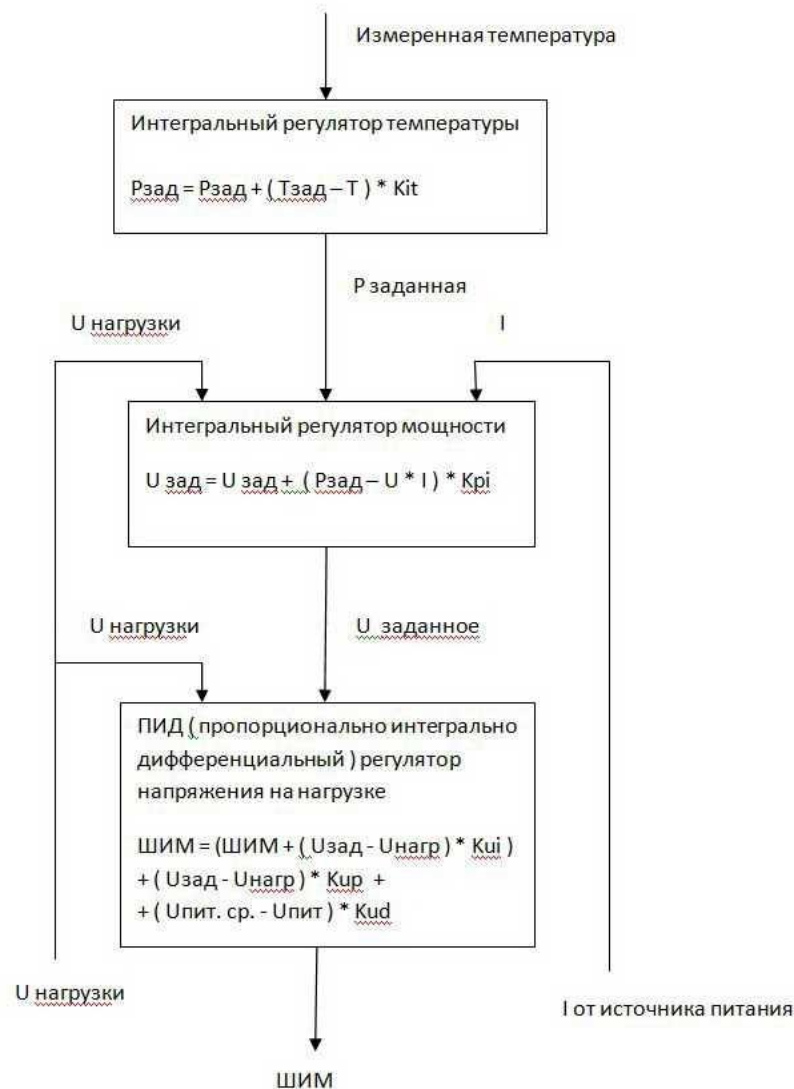 Измеренная температура
Интегральный регулятор температуры
Pзад = Pзад + ( Tзад – T ) * Kit
P заданная
U нагрузки
I
Интегральный регулятор мощности
U зад = U зад + ( Pзад – U * I ) * Kpi
U нагрузки
U заданное
ПИД ( пропорционально интегрально
дифференциальный ) регулятор
напряжения на нагрузке
ШИМ = (ШИМ + ( Uзад - Uнагр ) * Kui )
+ ( Uзад - Uнагр ) * Kup +
+ ( Uпит. ср. - Uпит ) * Kud
U нагрузки
I от источника питания
ШИМ